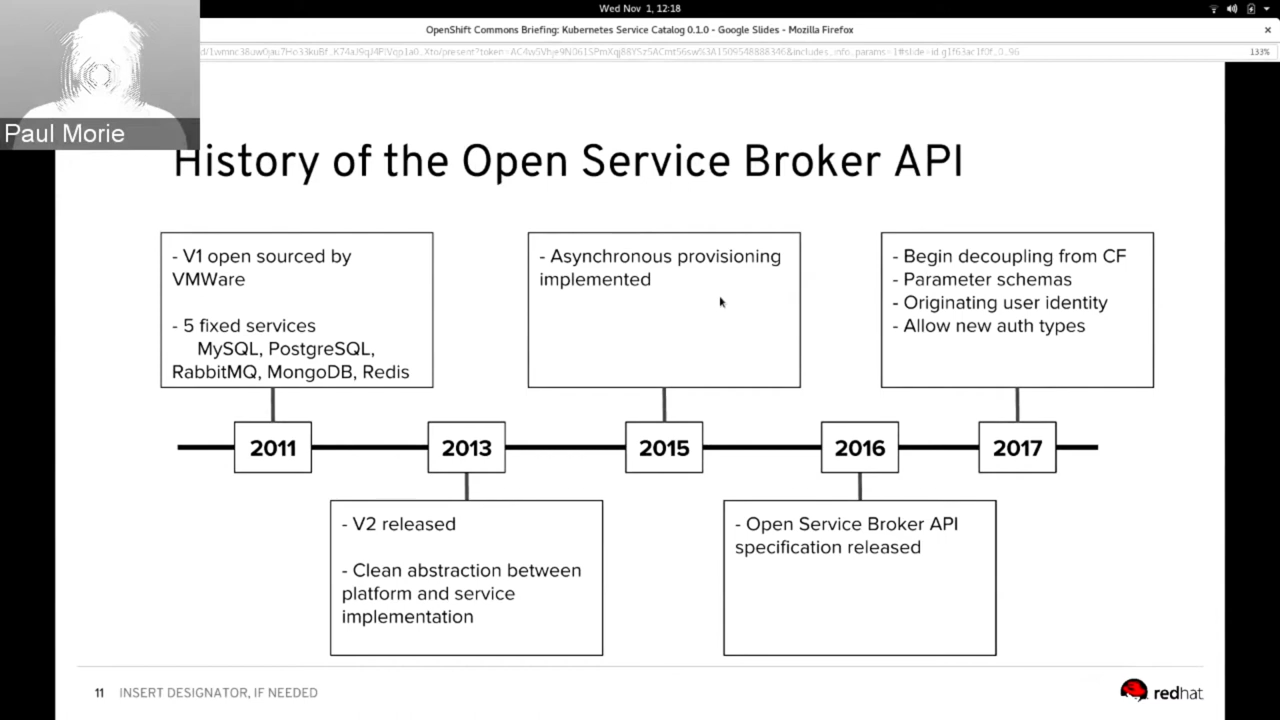 Wed Nov 1, 12:18
OpenShift Commons Briefing: Kubernetes Service Catalog 0.1.0 - Google Slides - Mozilla Firefox
133%
Paul Morie
History of the Open Service Broker API
- V1 open sourced by
VMWare
- 5 fixed services
MySQL, PostgreSQL,
RabbitMQ, MongoDB, Redis
- Asynchronous provisioning
implemented
- Begin decoupling from CF
- Parameter schemas
- Originating user identity
- Allow new auth types
2011
2013
2015
2016
2017
- V2 released
- Clean abstraction between
platform and service
implementation
- Open Service Broker API
specification released
11 INSERT DESIGNATOR, IF NEEDED
redhat